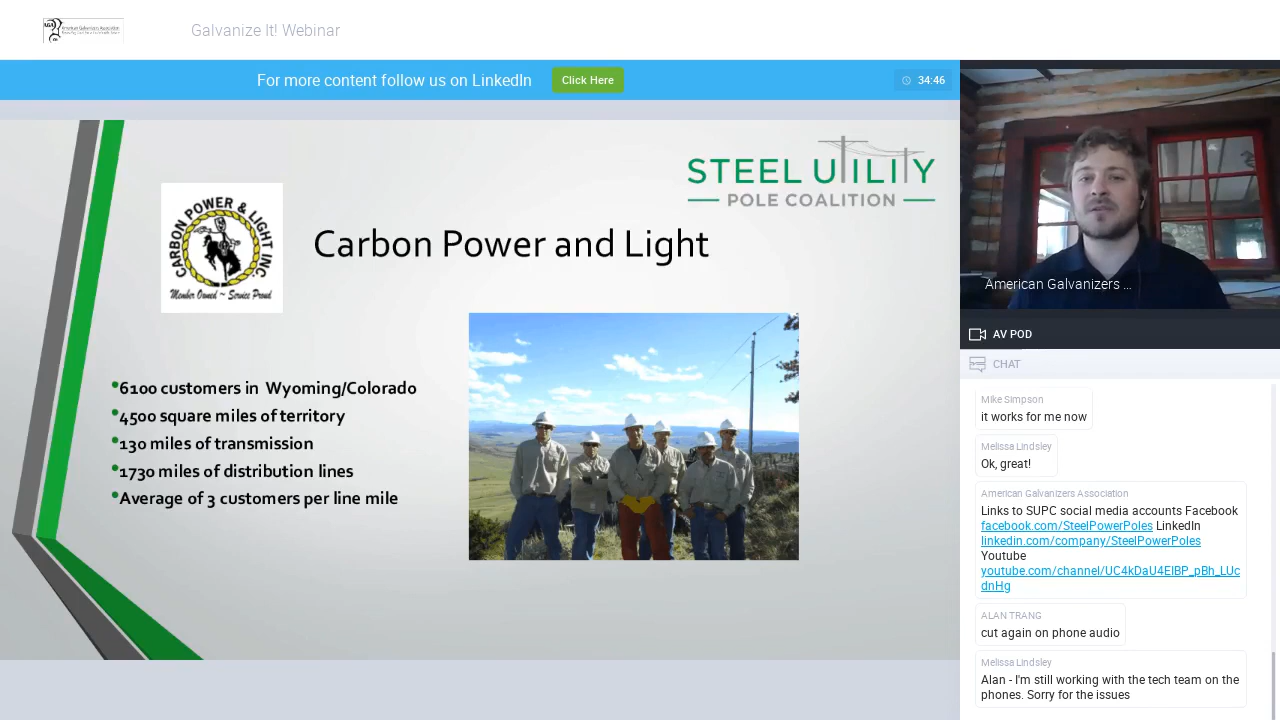 AGA
American Galvanizers Association
Galvanize It! Webinar
For more content follow us on LinkedIn
Click Here
34:46
STEEL UTILITY
POLE COALITION
CARBON POWER & LIGHT INC.
Member Owned ~ Service Proud
Carbon Power and Light
•6100 customers in Wyoming/Colorado
•4500 square miles of territory
•130 miles of transmission
•1730 miles of distribution lines
•Average of 3 customers per line mile
American Galvanizers ...
AV POD
CHAT
Mike Simpson
it works for me now
Melissa Lindsley
Ok, great!
American Galvanizers Association
Links to SUPC social media accounts Facebook
facebook.com/SteelPowerPoles LinkedIn
linkedin.com/company/SteelPowerPoles
Youtube
youtube.com/channel/UC4kDaU4EIBP_pBh_LUc
dnHg
ALAN TRANG
cut again on phone audio
Melissa Lindsley
Alan - I'm still working with the tech team on the
phones. Sorry for the issues